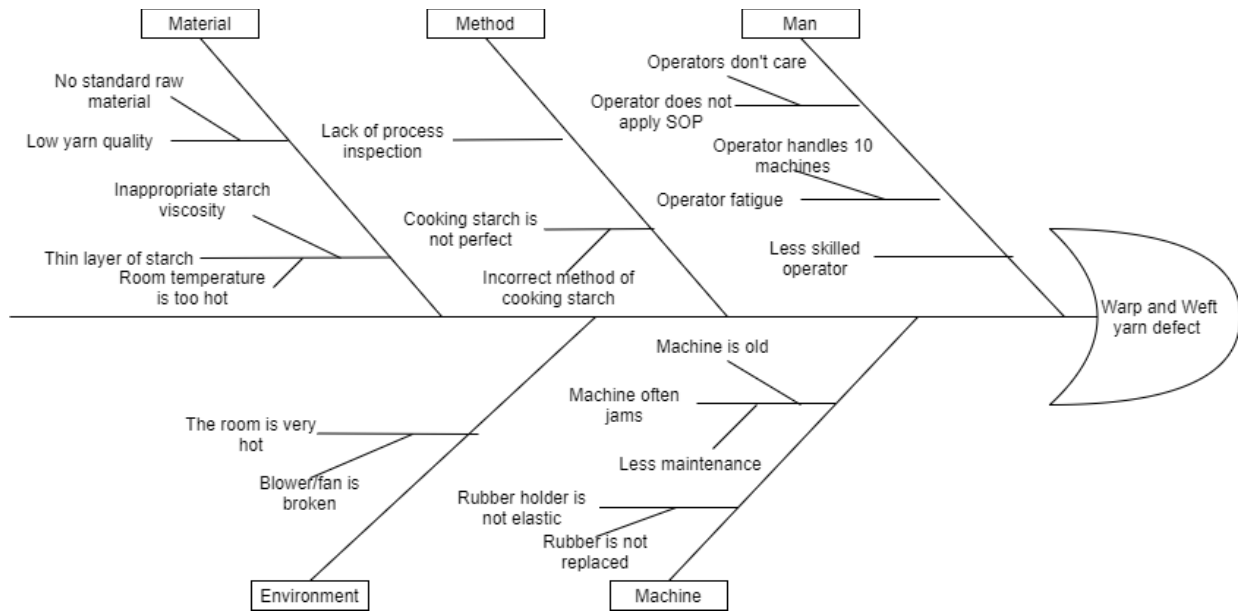 Material
Method
Man
No standard raw
material
Low yarn quality
Inappropriate starch
viscosity
Thin layer of starch
Room temperature
is too hot
Lack of process
inspection
Cooking starch is
not perfect
Incorrect method of
cooking starch
Operators don't care
Operator does not
apply SOP
Operator handles 10
machines
Operator fatigue
Less skilled
operator
Warp and Weft
yarn defect
The room is very
hot
Blower/fan is
broken
Machine is old
Machine often
jams
Less maintenance
Rubber holder is
not elastic
Rubber is not
replaced
Environment
Machine